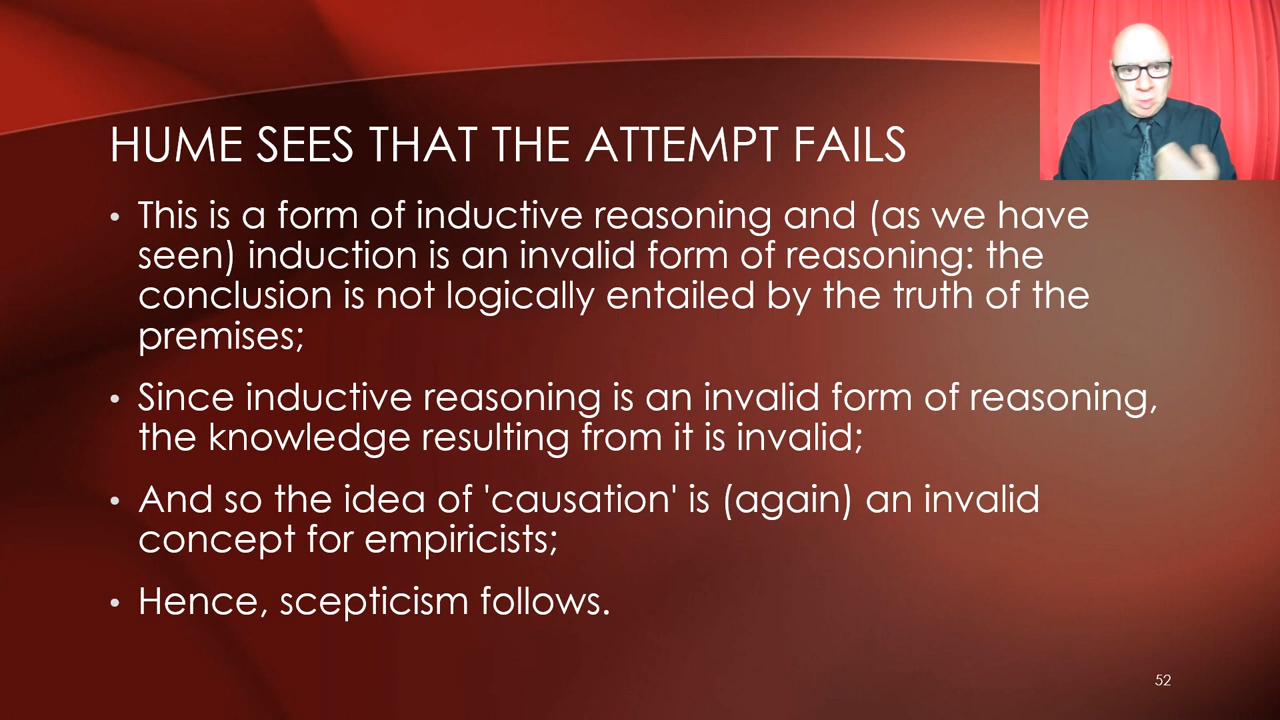 HUME SEES THAT THE ATTEMPT FAILS
• This is a form of inductive reasoning and (as we have
seen) induction is an invalid form of reasoning: the
conclusion is not logically entailed by the truth of the
premises;
• Since inductive reasoning is an invalid form of reasoning,
the knowledge resulting from it is invalid;
• And so the idea of 'causation' is (again) an invalid
concept for empiricists;
• Hence, scepticism follows.
52